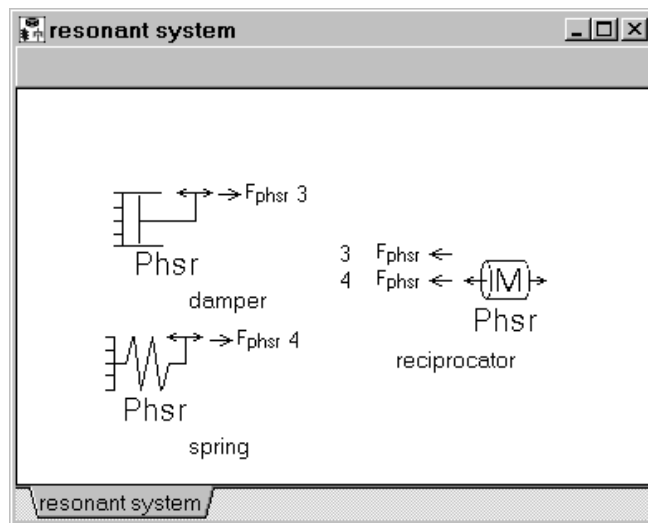 resonant system
Fphsr 3
Phsr
damper
3 Fphsr
4 Fphsr
M
Phsr
reciprocator
Fphsr 4
Phsr
spring
resonant system